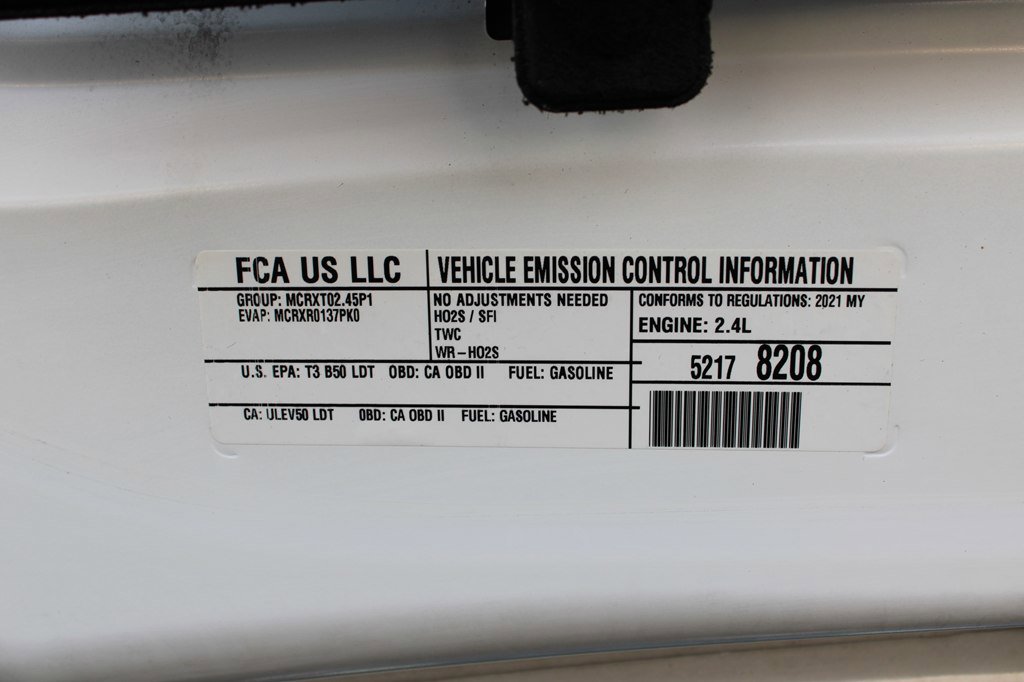 FCA US LLC
VEHICLE EMISSION CONTROL INFORMATION
GROUP: MCRXT02.45P1
EVAP: MCRXR0137PK0
NO ADJUSTMENTS NEEDED
HO2S / SFI
TWC
WR-HO2S
CONFORMS TO REGULATIONS: 2021 MY
ENGINE: 2.4L
5217 8208
U.S. EPA: T3 B50 LDT OBD: CA OBD II FUEL: GASOLINE
CA: ULEV50 LDT OBD: CA OBD II FUEL: GASOLINE